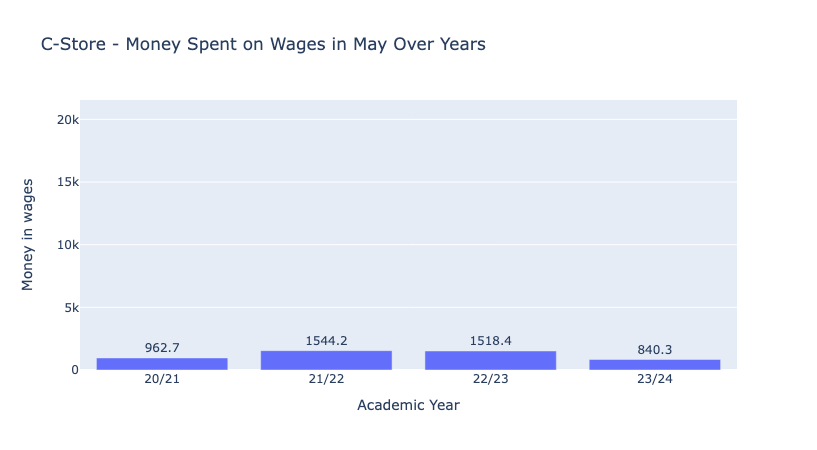 C-Store - Money Spent on Wages in May Over Years
Money in wages
20k
15k
10k
5k
0
962.7
1544.2
1518.4
840.3
20/21
21/22
22/23
23/24
Academic Year